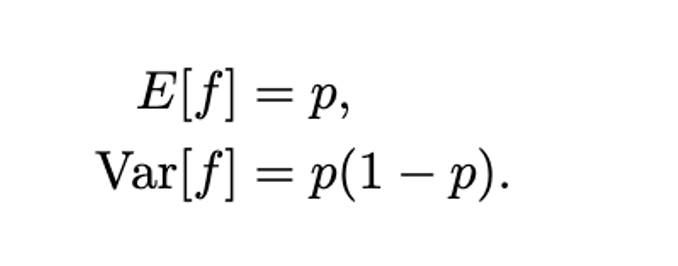 E[f] = p,
Var[f] = p(1 − p).